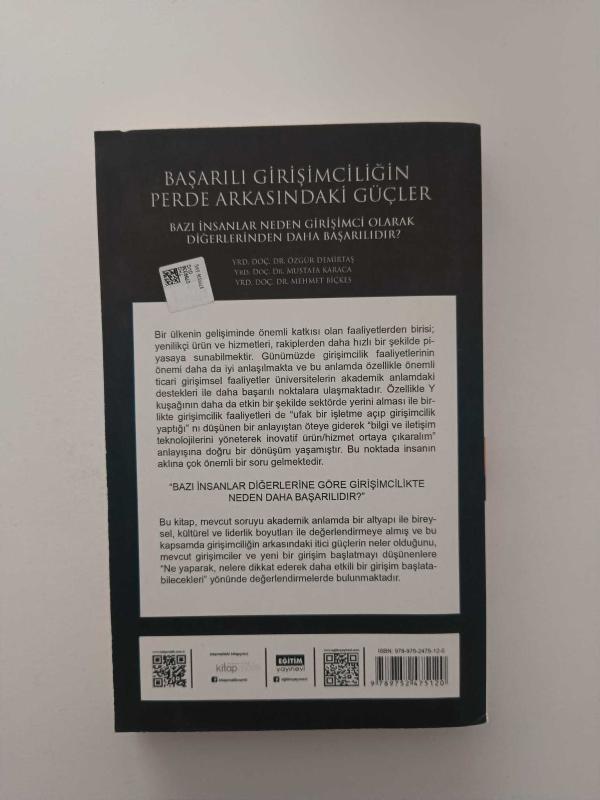 BAŞARILI GİRİŞİMCİLİĞİN
PERDE ARKASINDAKİ GÜÇLER
BAZI İNSANLAR NEDEN GİRİŞİMCİ OLARAK
DİĞERLERİNDEN DAHA BAŞARILIDIR?
YRD. DOÇ. DR. ÖZGÜR DEMİRTAŞ
YRD. DOÇ. DR. MUSTAFA KARACA
YRD. DOÇ. DR. MEHMET BİÇKES
Bir ülkenin gelişiminde önemli katkısı olan faaliyetlerden birisi;
yenilikçi ürün ve hizmetleri, rakiplerden daha hızlı bir şekilde pi-
yasaya sunabilmektir. Günümüzde girişimcilik faaliyetlerinin
önemi daha da iyi anlaşılmakta ve bu anlamda özellikle önemli
ticari girişimsel faaliyetler üniversitelerin akademik anlamdaki
destekleri ile daha başarılı noktalara ulaşmaktadır. Özellikle Y
kuşağının daha da etkin bir şekilde sektörde yerini alması ile bir-
likte girişimcilik faaliyetleri de “ufak bir işletme açıp girişimcilik
yaptığı” nı düşünen bir anlayıştan öteye giderek “bilgi ve iletişim
teknolojilerini yöneterek inovatif ürün/hizmet ortaya çıkaralım”
anlayışına doğru bir dönüşüm yaşamıştır. Bu noktada insanın
aklına çok önemli bir soru gelmektedir.
“BAZI İNSANLAR DİĞERLERİNE GÖRE GİRİŞİMCİLİKTE
NEDEN DAHA BAŞARILIDIR?”
Bu kitap, mevcut soruyu akademik anlamda bir altyapı ile birey-
sel, kültürel ve liderlik boyutları ile değerlendirmeye almış ve bu
kapsamda girişimciliğin arkasındaki itici güçlerin neler olduğunu,
mevcut girişimciler ve yeni bir girişim başlatmayı düşünenlere
“Ne yaparak, nelere dikkat ederek daha etkili bir girişim başlata-
bilecekleri” yönünde değerlendirmelerde bulunmaktadır.
kitap
EĞİTİM
yayınevi
ISBN: 978-975-2475-12-0
9 789752 475120